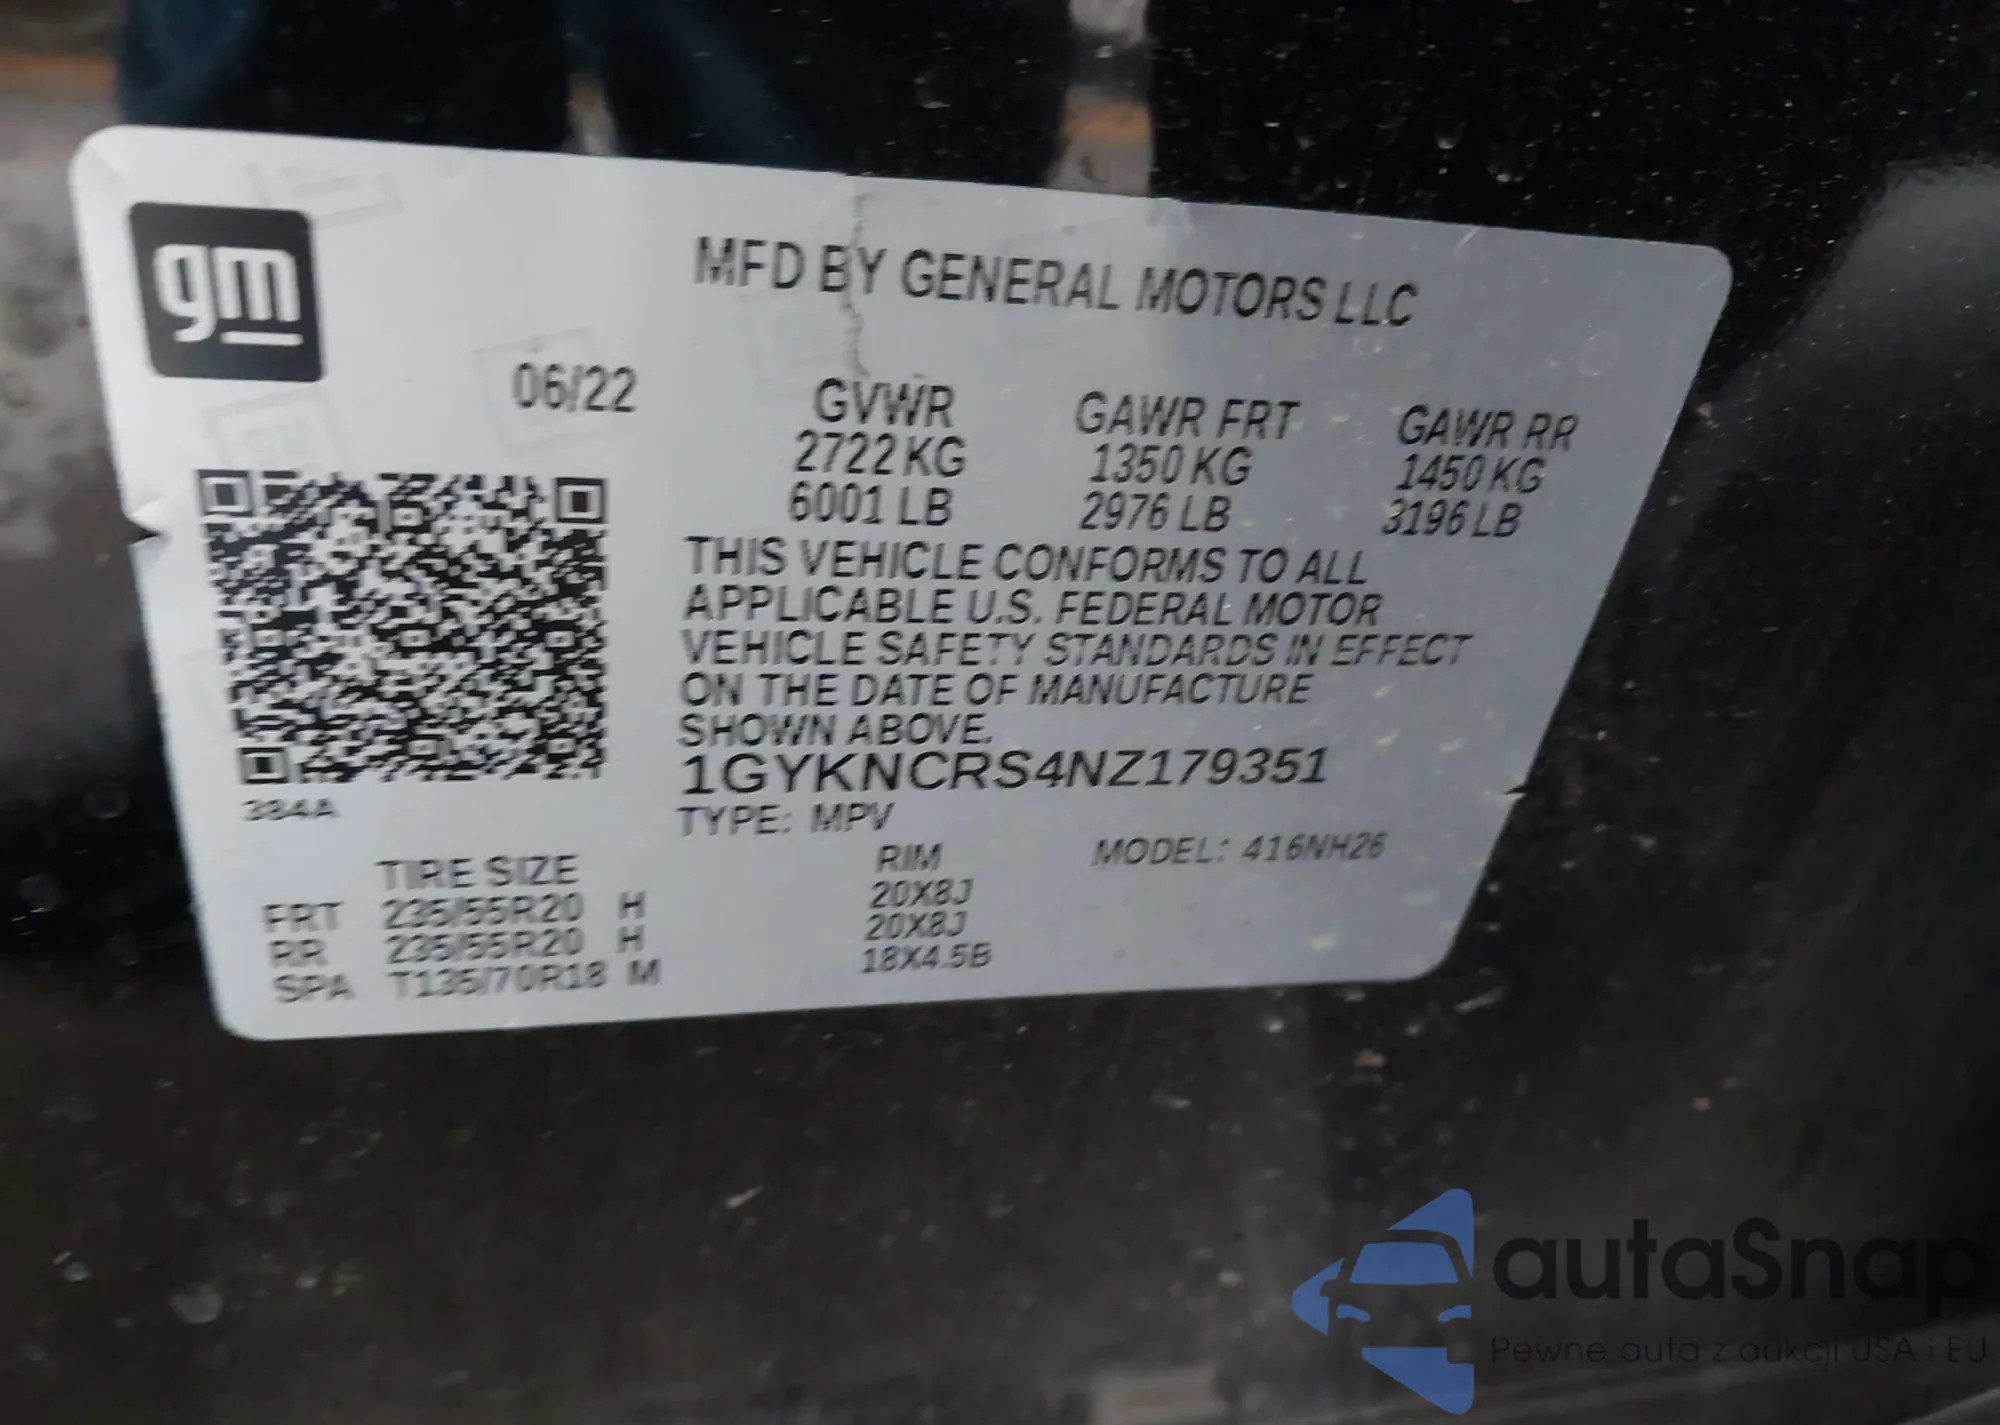 gm
MFD BY GENERAL MOTORS LLC
06/22
GVWR GAWR FRT GAWR RR
2722 KG 1350 KG 1450 KG
6001 LB 2976 LB 3196 LB
THIS VEHICLE CONFORMS TO ALL
APPLICABLE U.S. FEDERAL MOTOR
VEHICLE SAFETY STANDARDS IN EFFECT
ON THE DATE OF MANUFACTURE
SHOWN ABOVE.
1GYKNCRS4NZ179351
384A
TYPE: MPV
TIRE SIZE RIM MODEL: 416NH26
FRT 235/55R20 H 20X8J
RR 235/55R20 H 20X8J
SPA T135/70R18 M 18X4.5B
autaSnap
Pewne auta z aukcji USA i EU